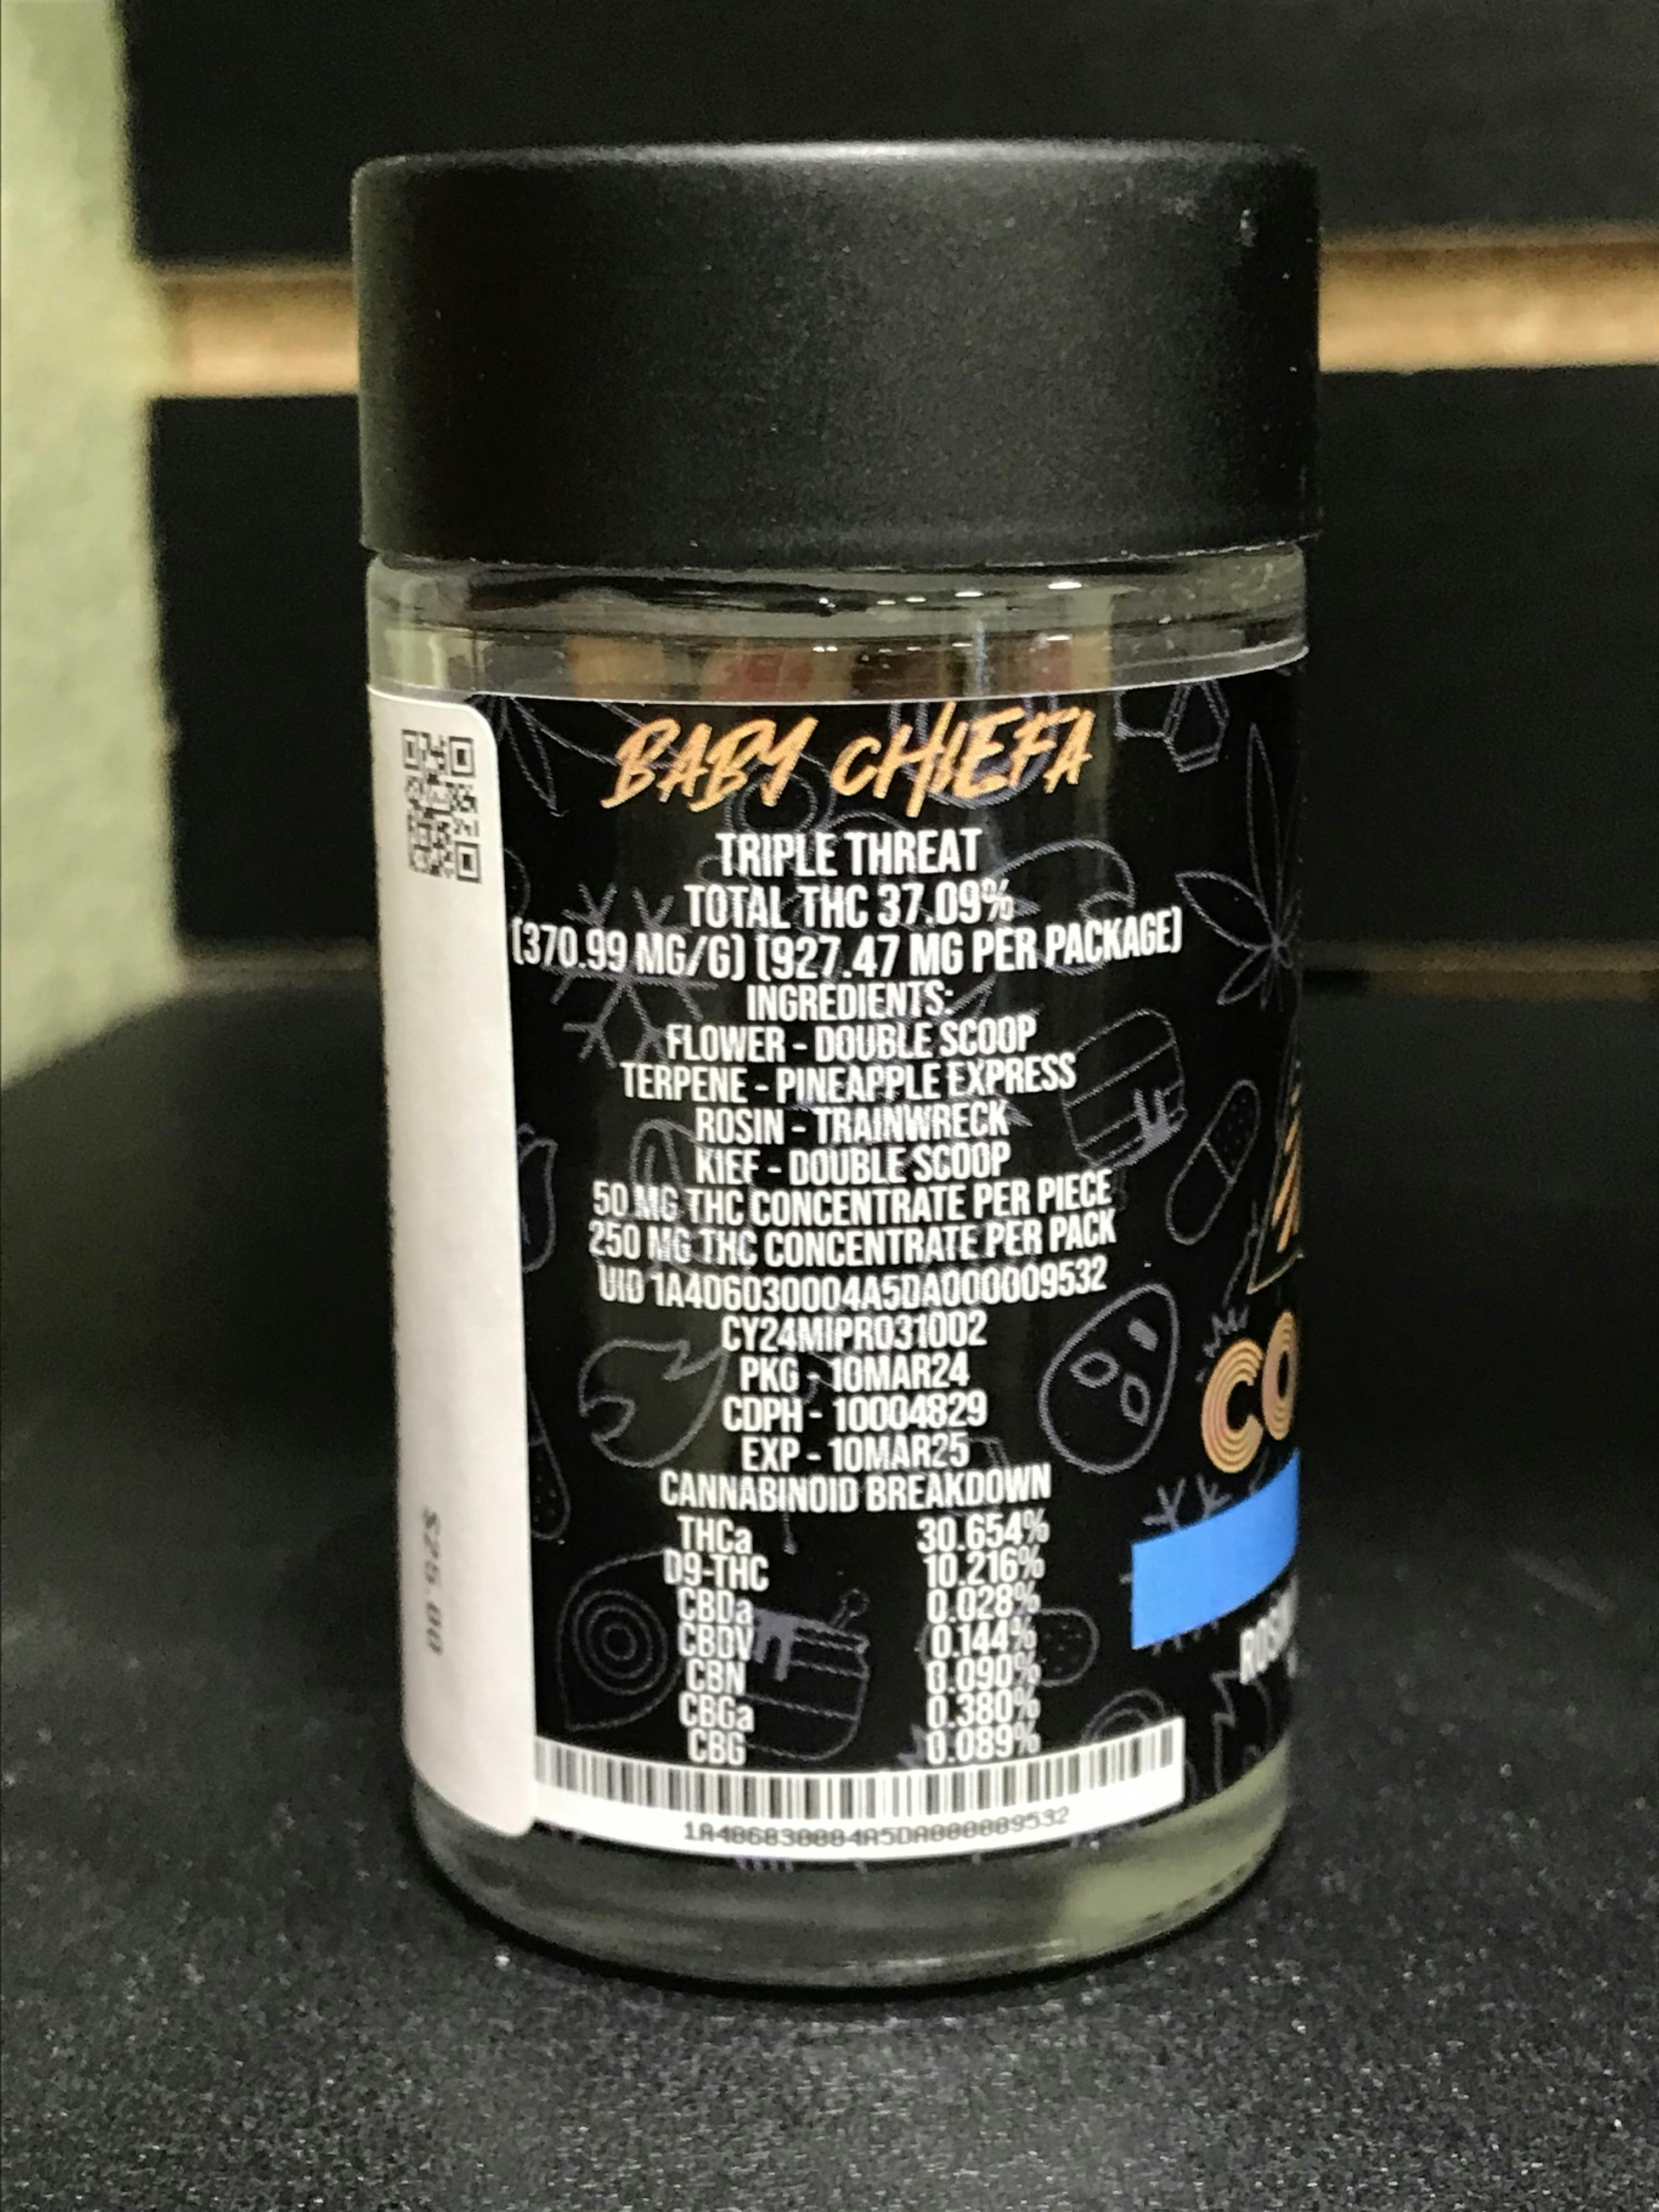 BABY CHIEFA
TRIPLE THREAT
TOTAL THC 37.09%
(370.99 MG/G) (927.47 MG PER PACKAGE)
INGREDIENTS:
FLOWER - DOUBLE SCOOP
TERPENE - PINEAPPLE EXPRESS
ROSIN - TRAINWRECK
KIEF - DOUBLE SCOOP
50 MG THC CONCENTRATE PER PIECE
250 MG THC CONCENTRATE PER PACK
UID 1A406030004A5DA000009532
CY24MIPR031002
PKG - 10MAR24
CDPH - 10004829
EXP - 10MAR25
CANNABINOID BREAKDOWN
THCa 30.654%
D9-THC 10.216%
CBDa 0.028%
CBDV 0.144%
CBN 0.090%
CBGa 0.380%
CBG 0.089%
1A406030004A5DA000009532
$25.00
CO
ROSIN